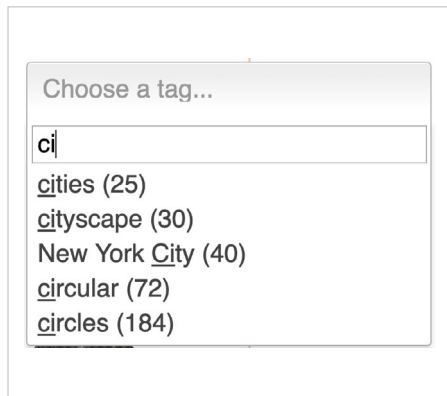 Choose a tag...
ci
cities (25)
cityscape (30)
New York City (40)
circular (72)
circles (184)